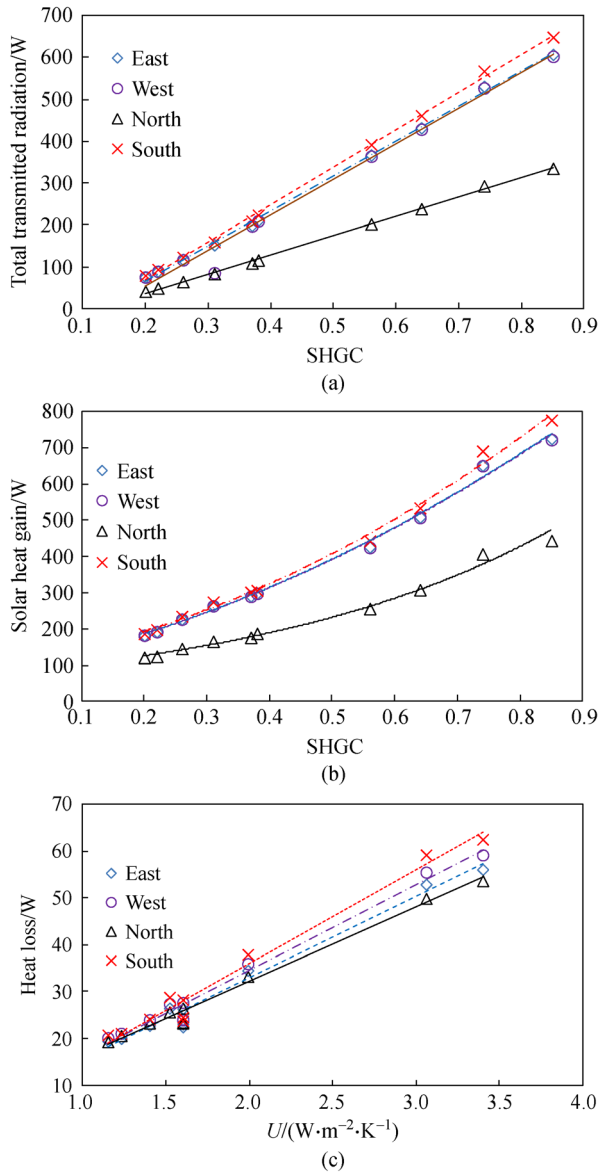 700
600
500
400
300
200
100
0
Total transmitted radiation/W
East
West
North
South
0.1 0.2 0.3 0.4 0.5 0.6 0.7 0.8 0.9
SHGC
(a)
800
700
600
500
400
300
200
100
0
Solar heat gain/W
East
West
North
South
0.1 0.2 0.3 0.4 0.5 0.6 0.7 0.8 0.9
SHGC
(b)
70
60
50
40
30
20
10
Heat loss/W
East
West
North
South
1.0 1.5 2.0 2.5 3.0 3.5 4.0
U/(W·m⁻²·K⁻¹)
(c)